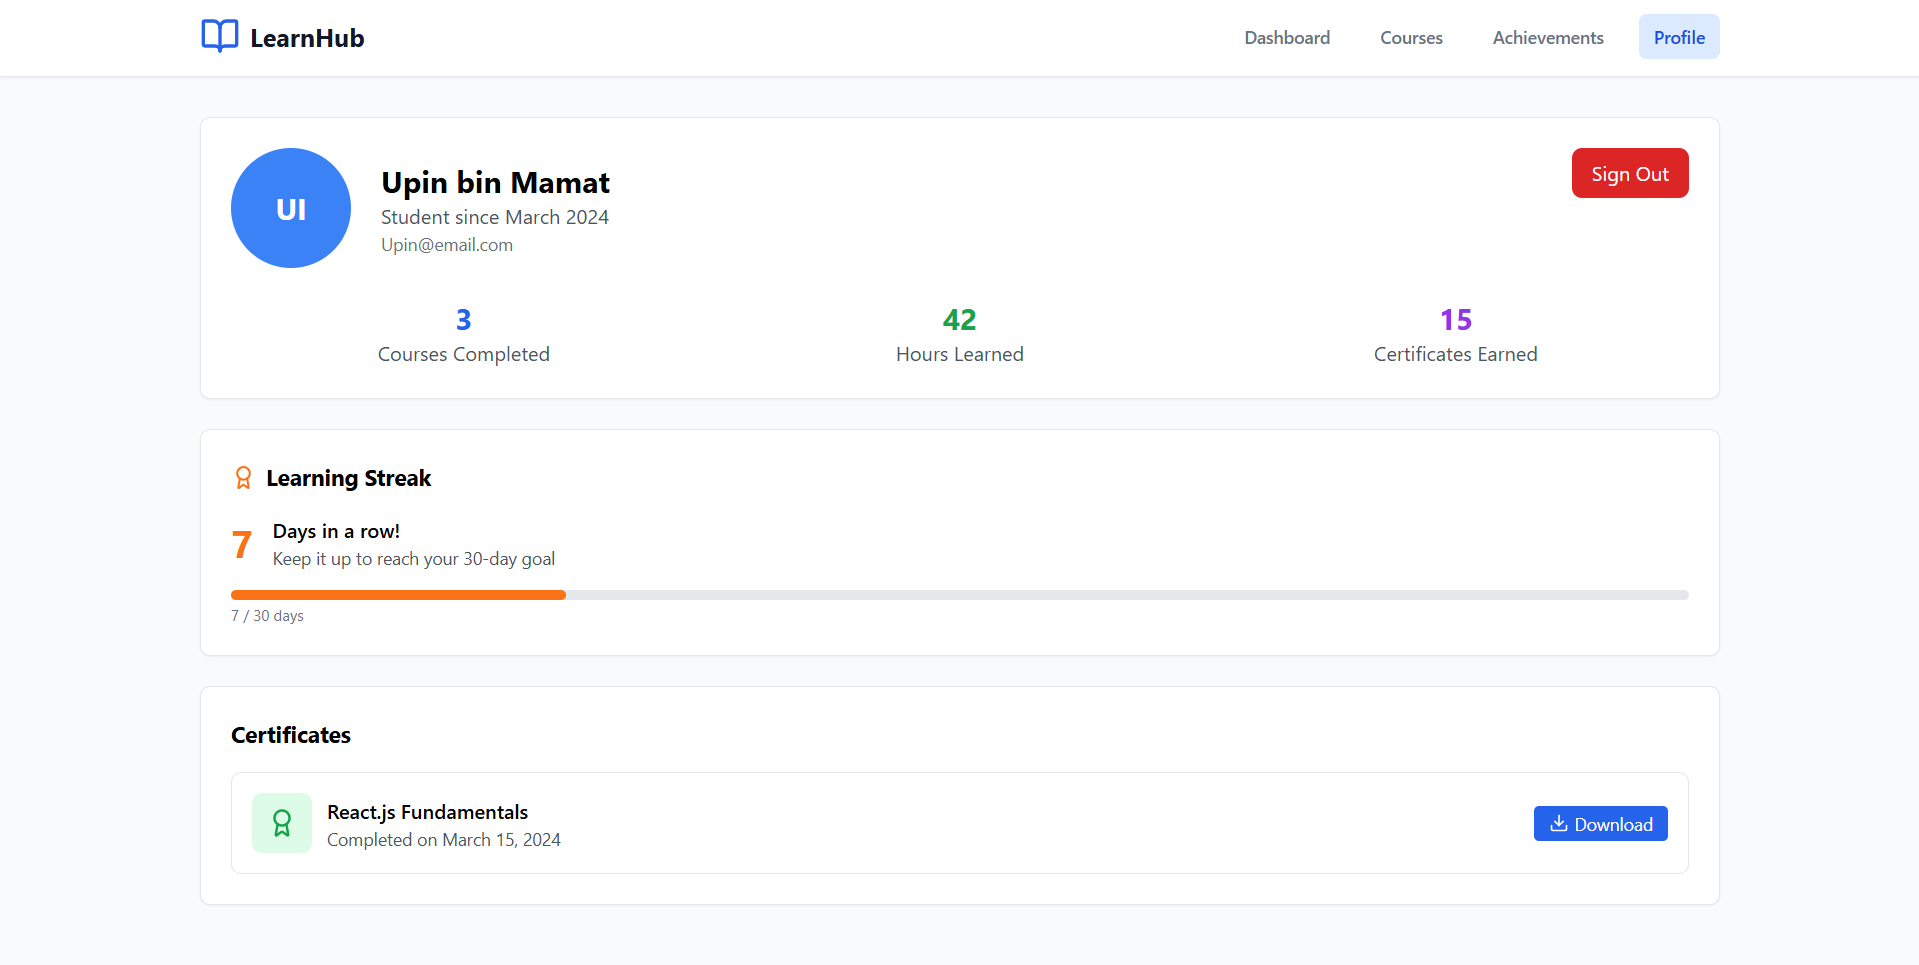 LearnHub
Dashboard
Courses
Achievements
Profile
UI
Upin bin Mamat
Student since March 2024
Upin@email.com
Sign Out
3
Courses Completed
42
Hours Learned
15
Certificates Earned
Learning Streak
7
Days in a row!
Keep it up to reach your 30-day goal
7 / 30 days
Certificates
React.js Fundamentals
Completed on March 15, 2024
Download